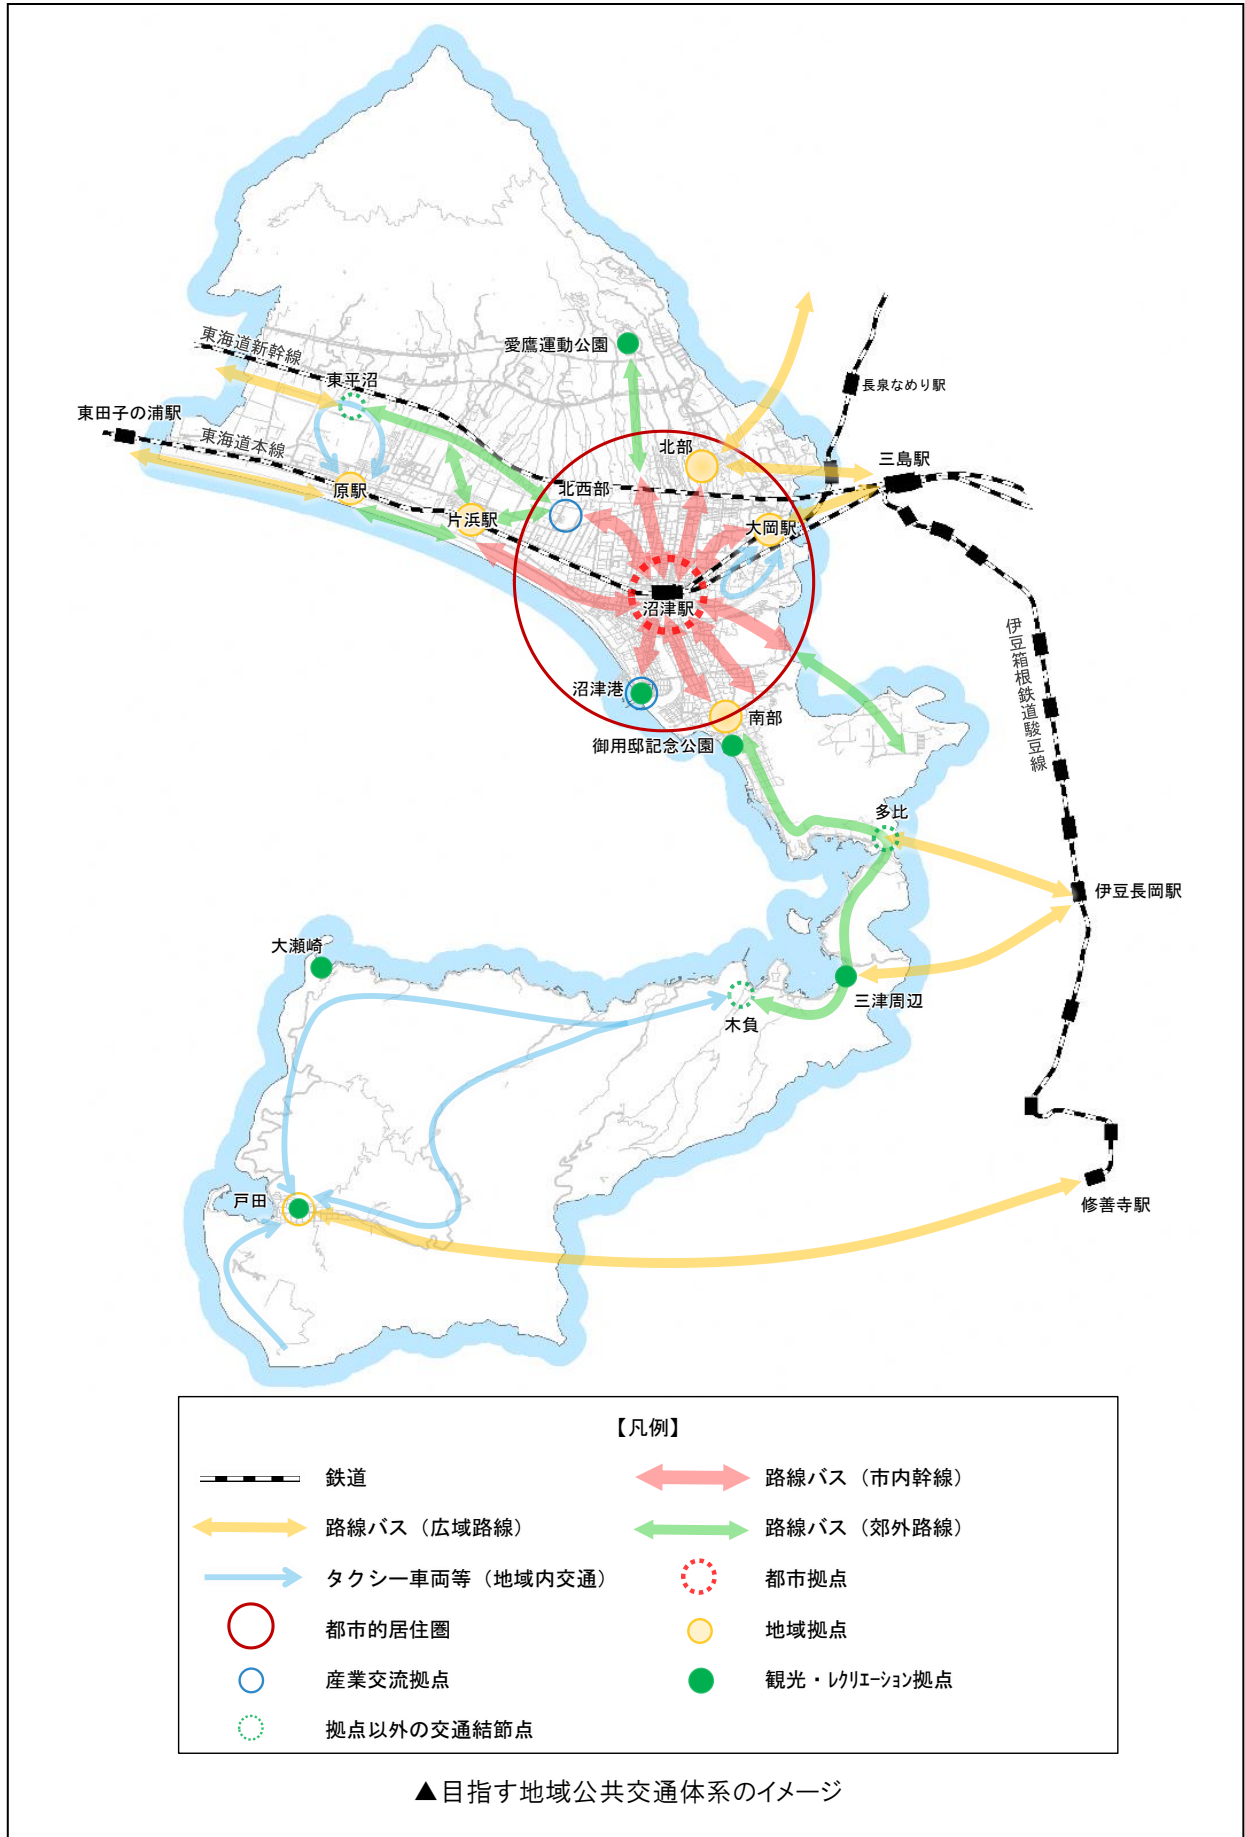 愛鷹運動公園
東海道新幹線
東平沼
長泉なめり駅
東田子の浦駅
東海道本線
北部
三島駅
原駅
北西部
片浜駅
大岡駅
沼津駅
伊豆箱根鉄道駿豆線
沼津港
南部
御用邸記念公園
多比
伊豆長岡駅
大瀬崎
三津周辺
木負
戸田
修善寺駅
【凡例】
鉄道
路線バス（市内幹線）
路線バス（広域路線）
路線バス（郊外路線）
タクシー車両等（地域内交通）
都市拠点
都市的居住圏
地域拠点
産業交流拠点
観光・ﾚｸﾘｴｰｼｮﾝ拠点
拠点以外の交通結節点
▲目指す地域公共交通体系のイメージ